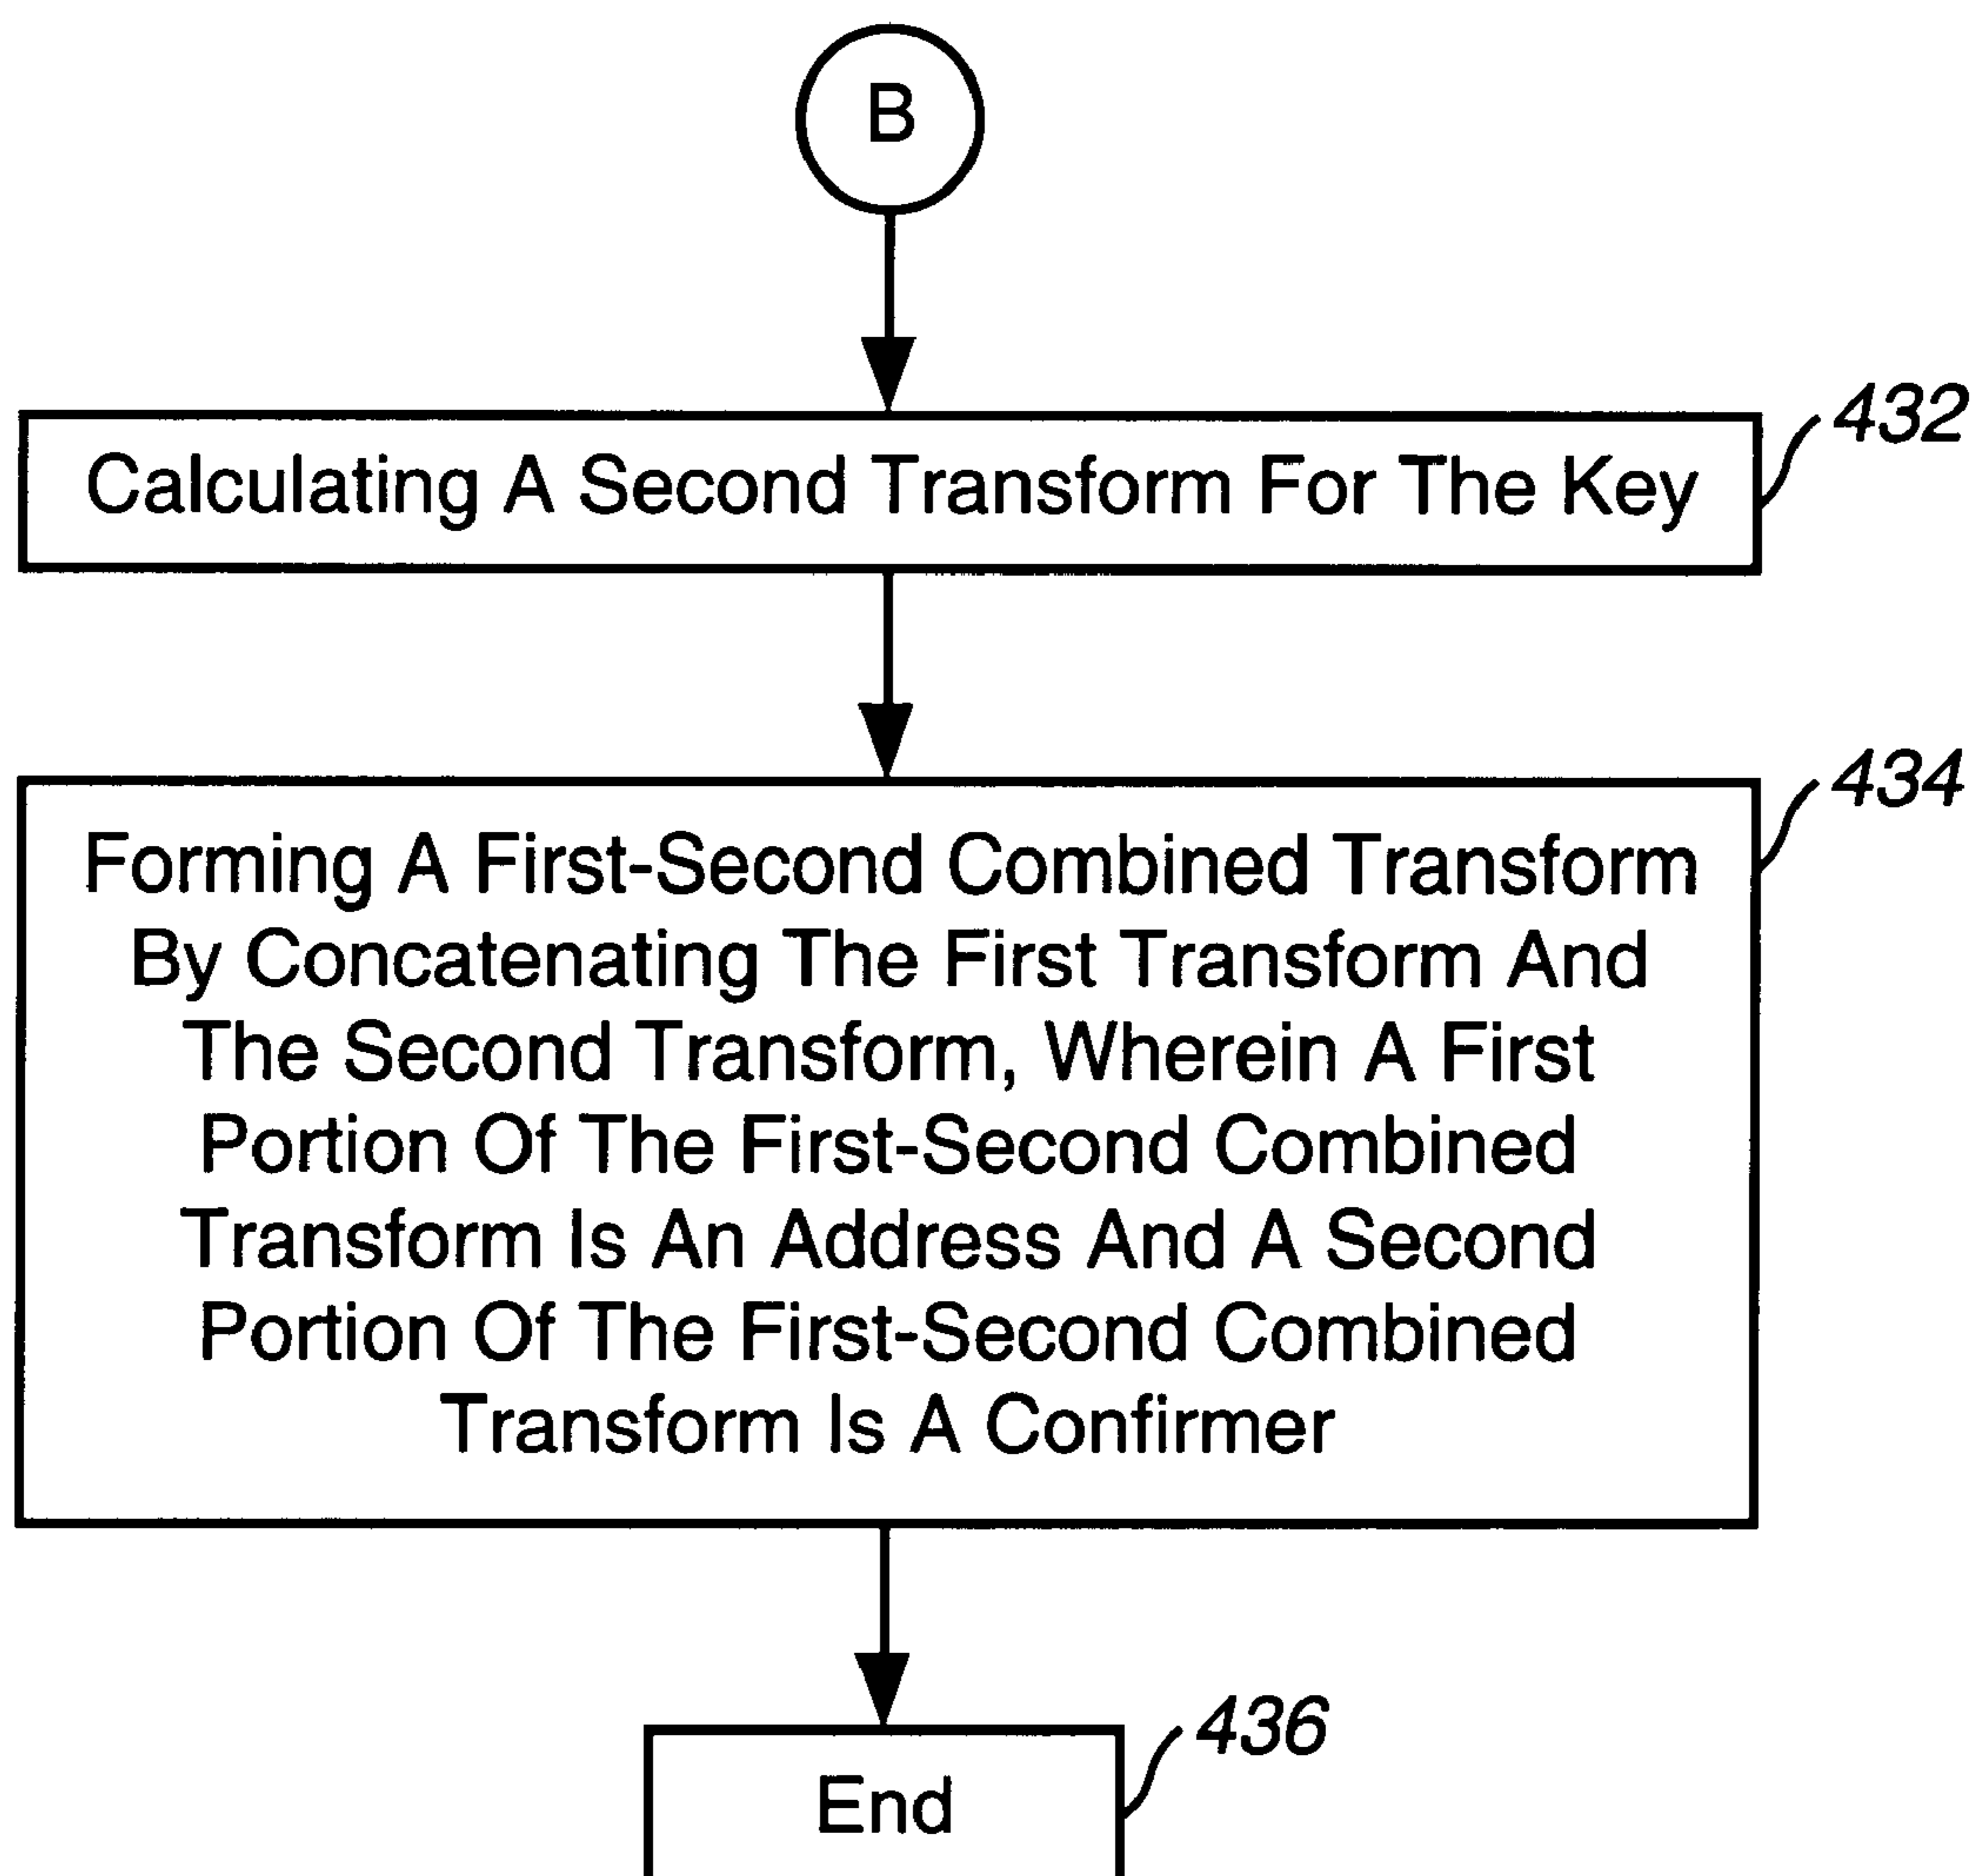 B
432
Calculating A Second Transform For The Key
434
Forming A First-Second Combined Transform
By Concatenating The First Transform And
The Second Transform, Wherein A First
Portion Of The First-Second Combined
Transform Is An Address And A Second
Portion Of The First-Second Combined
Transform Is A Confirmer
436
End